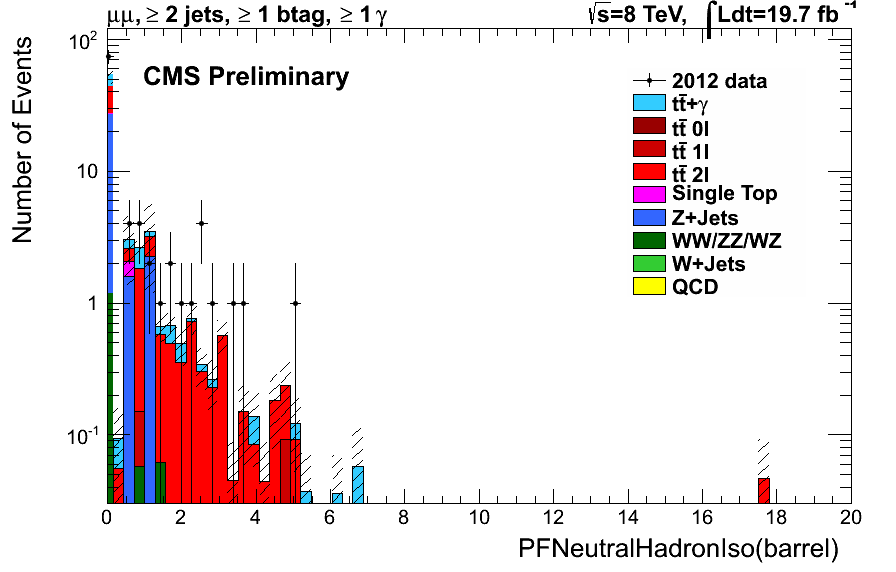 μμ, ≥ 2 jets, ≥ 1 btag, ≥ 1 γ
√s=8 TeV, ∫Ldt=19.7 fb⁻¹
CMS Preliminary
Number of Events
10²
10
1
10⁻¹
2012 data
tt̄+γ
tt̄ 0l
tt̄ 1l
tt̄ 2l
Single Top
Z+Jets
WW/ZZ/WZ
W+Jets
QCD
0 2 4 6 8 10 12 14 16 18 20
PFNeutralHadronIso(barrel)